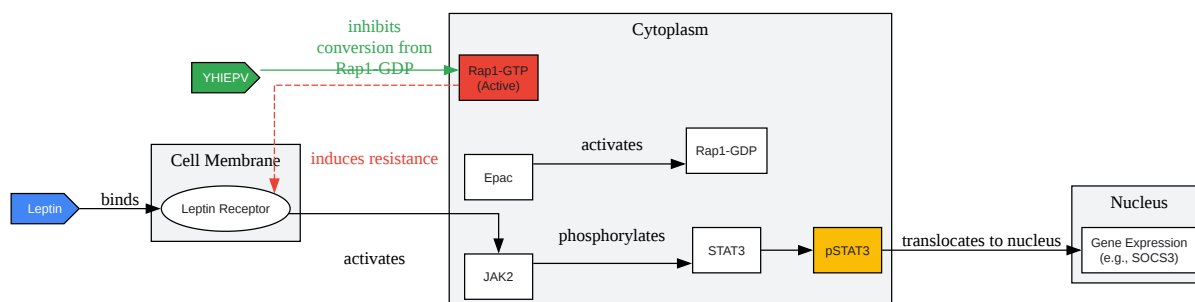 inhibits
conversion from
Rap1-GDP
Cytoplasm
YHIEPV
Rap1-GTP
(Active)
Cell Membrane
induces resistance
activates
Rap1-GDP
Epac
Leptin
binds
Leptin Receptor
Nucleus
activates
JAK2
phosphorylates
STAT3
pSTAT3
translocates to nucleus
Gene Expression
(e.g., SOCS3)